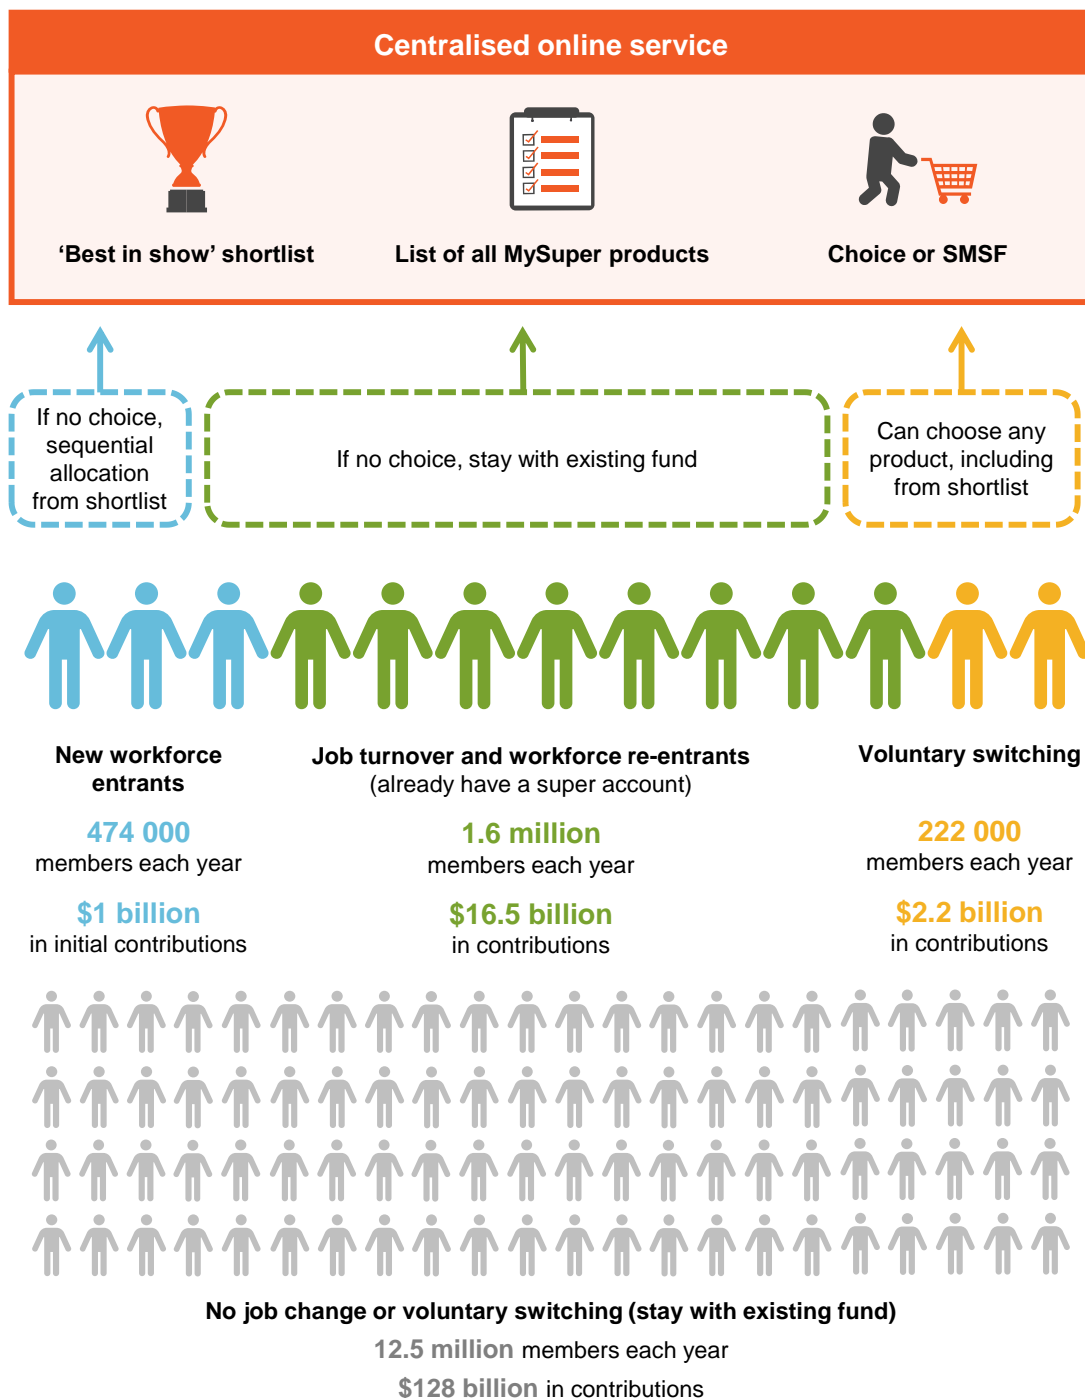 Centralised online service
‘Best in show’ shortlist
List of all MySuper products
Choice or SMSF
If no choice,
sequential
allocation
from shortlist
If no choice, stay with existing fund
Can choose any
product, including
from shortlist
New workforce
entrants
474 000
members each year
$1 billion
in initial contributions
Job turnover and workforce re-entrants
(already have a super account)
1.6 million
members each year
$16.5 billion
in contributions
Voluntary switching
222 000
members each year
$2.2 billion
in contributions
No job change or voluntary switching (stay with existing fund)
12.5 million members each year
$128 billion in contributions